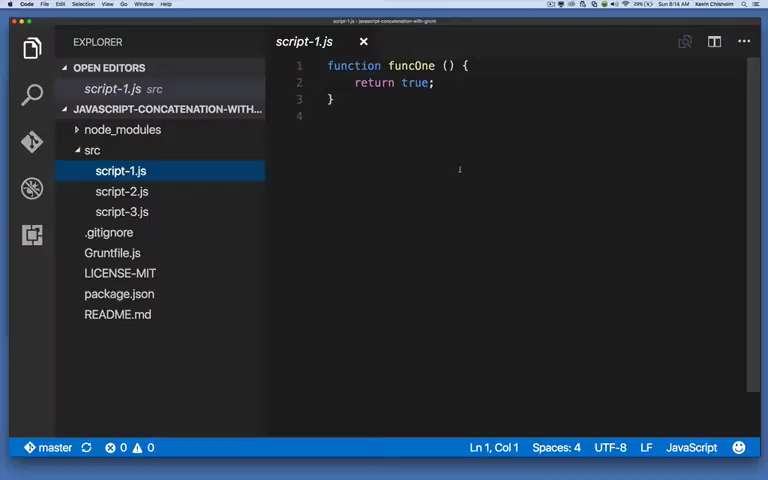 Code File Edit Selection View Go Window Help
29% Sun 8:14 AM Kevin Chisholm
script-1.js - javascript-concatenation-with-grunt
EXPLORER
script-1.js
OPEN EDITORS
script-1.js src
JAVASCRIPT-CONCATENATION-WITH...
node_modules
src
script-1.js
script-2.js
script-3.js
.gitignore
Gruntfile.js
LICENSE-MIT
package.json
README.md
1 function funcOne () {
2 return true;
3 }
4
master 0 0 Ln 1, Col 1 Spaces: 4 UTF-8 LF JavaScript